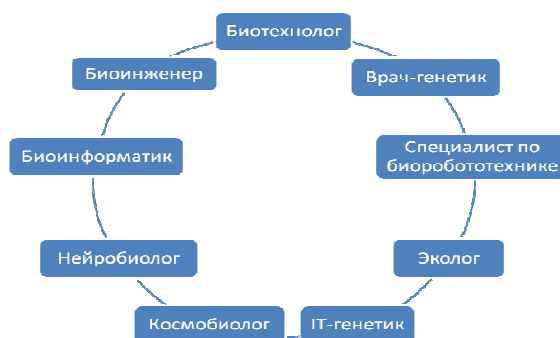 Биотехнолог
Врач-генетик
Специалист по
биоробототехнике
Эколог
IT-генетик
Космобиолог
Нейробиолог
Биоинформатик
Биоинженер